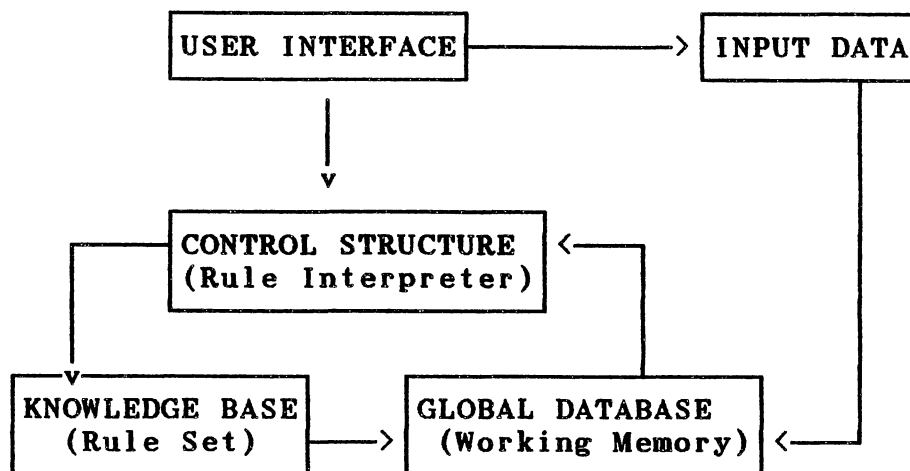 USER INTERFACE
INPUT DATA
CONTROL STRUCTURE
(Rule Interpreter)
KNOWLEDGE BASE
(Rule Set)
GLOBAL DATABASE
(Working Memory)